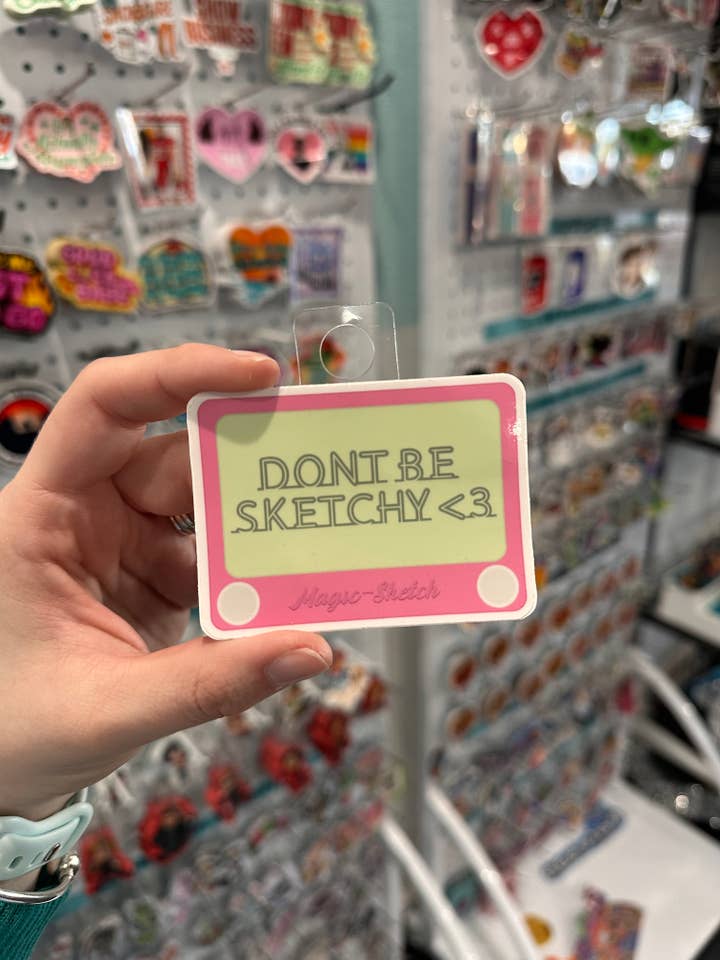 DONT BE
SKETCHY <3
Magic-Sketch